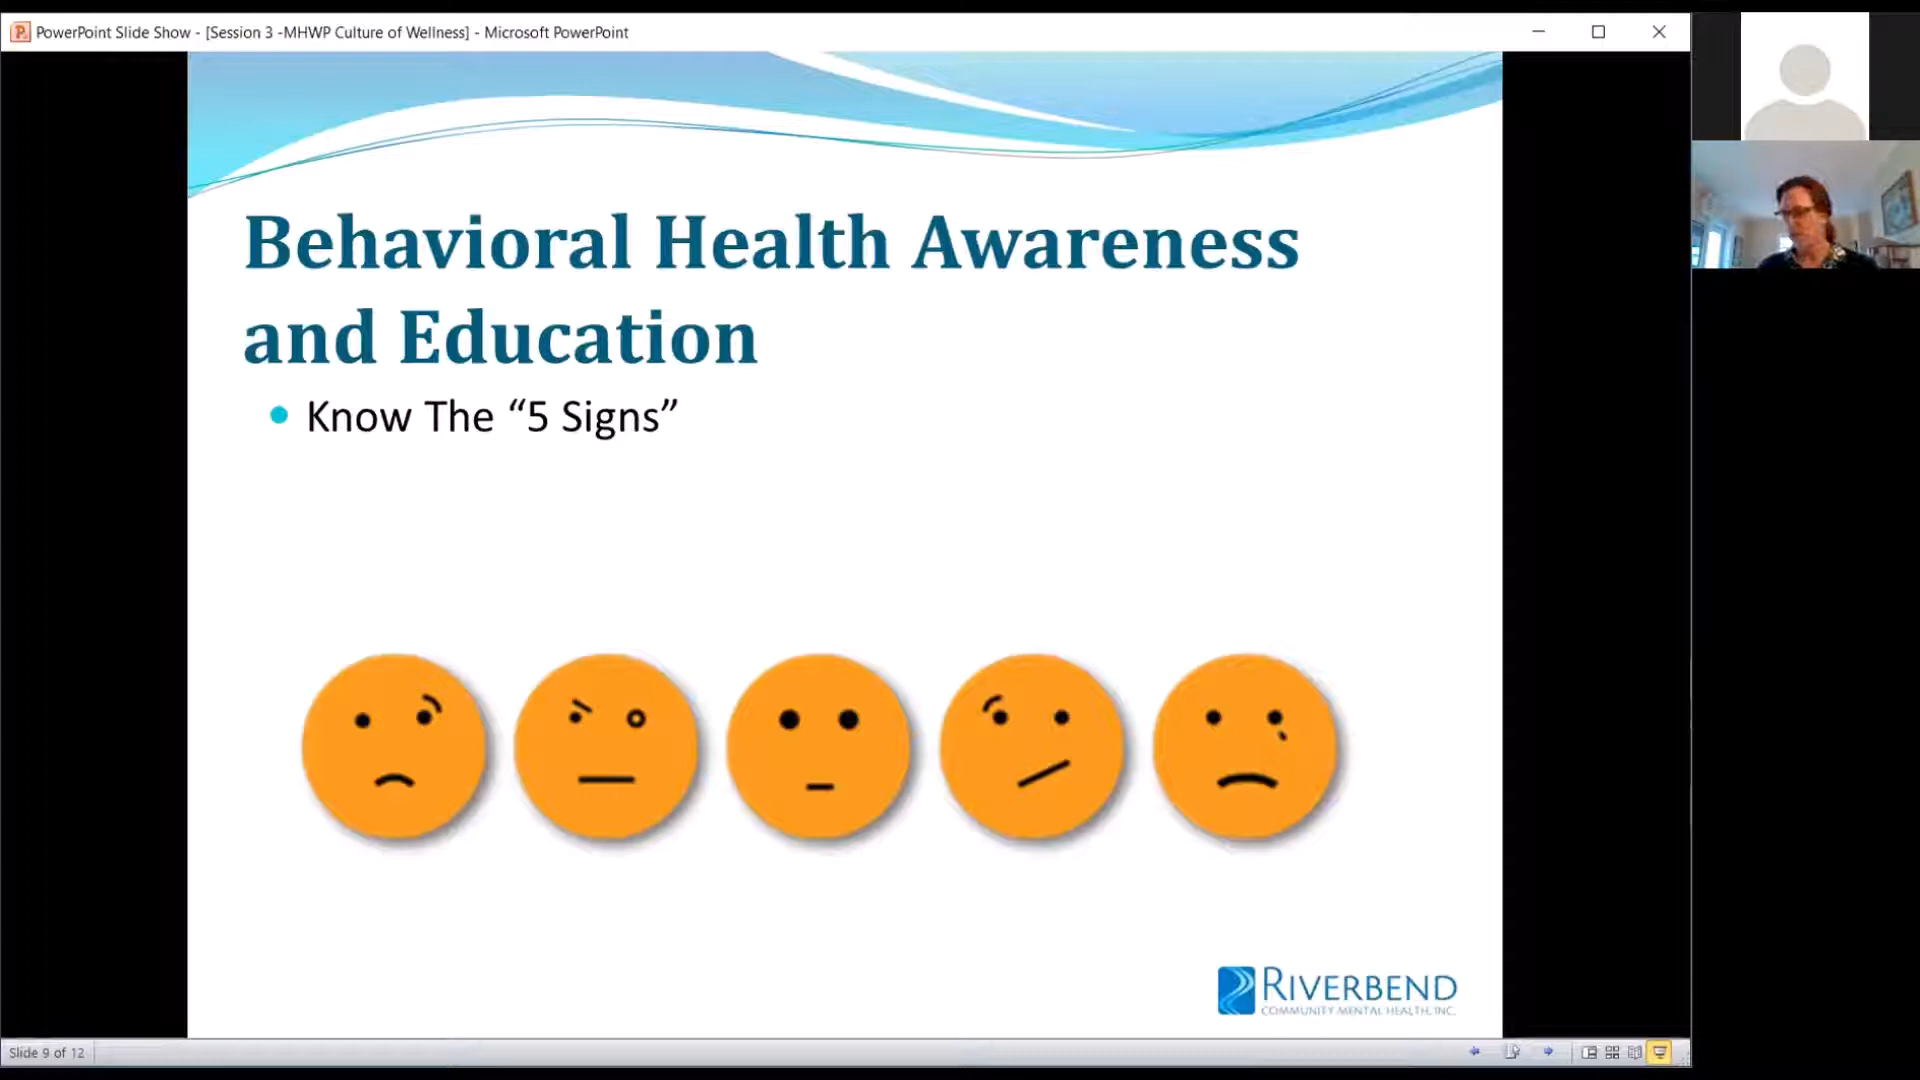 PowerPoint Slide Show - [Session 3 -MHWP Culture of Wellness] - Microsoft PowerPoint
Behavioral Health Awareness
and Education
Know The “5 Signs”
RIVERBEND
COMMUNITY MENTAL HEALTH, INC.
Slide 9 of 12